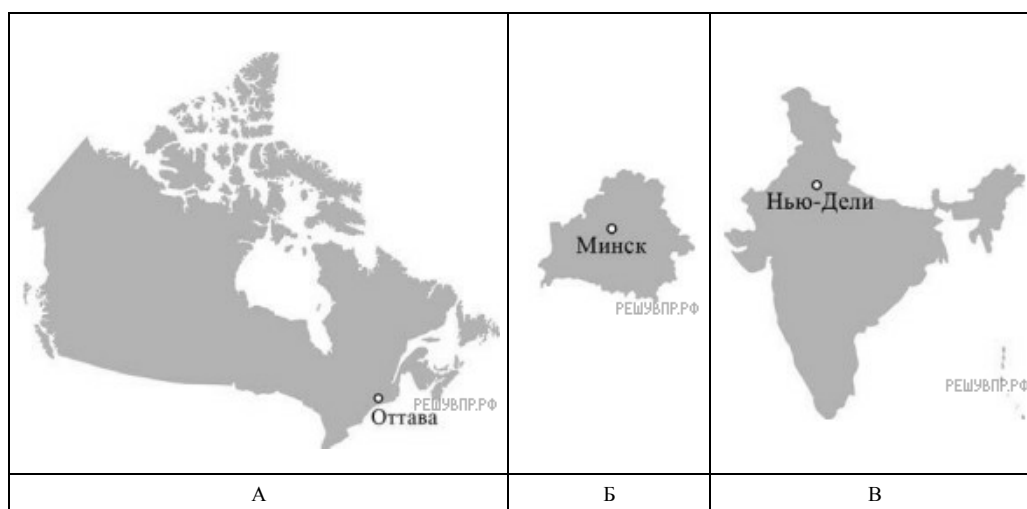 Оттава
РЕШУВПР.РФ
Минск
РЕШУВПР.РФ
Нью-Дели
РЕШУВПР.РФ
А
Б
В